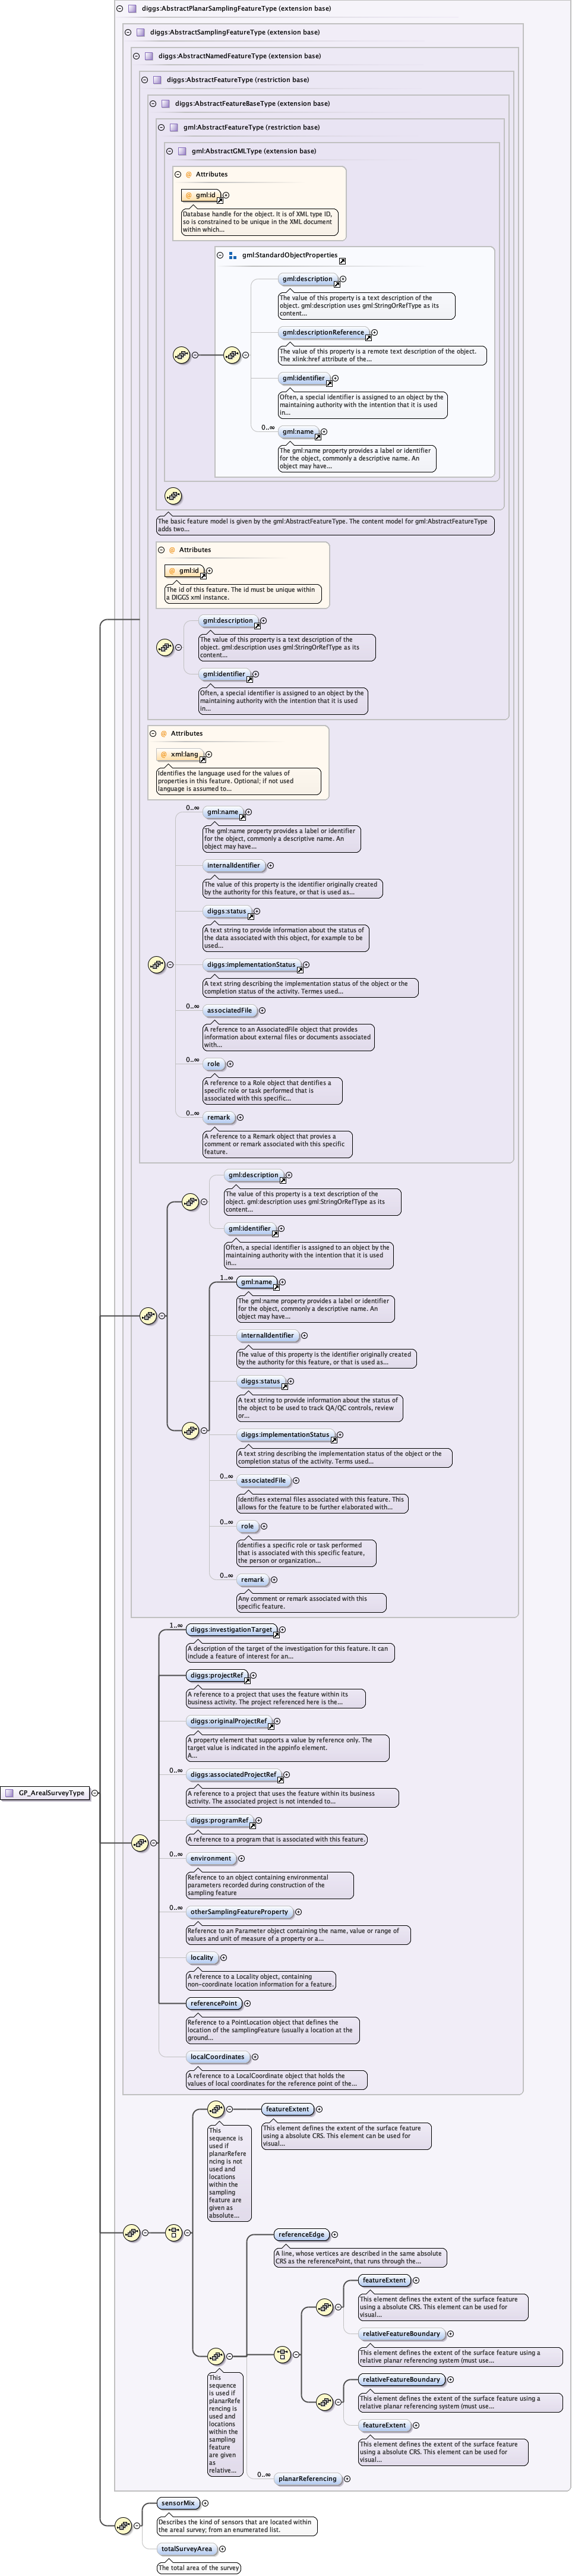 diggs:AbstractPlanarSamplingFeatureType (extension base)
diggs:AbstractSamplingFeatureType (extension base)
diggs:AbstractNamedFeatureType (extension base)
diggs:AbstractFeatureType (restriction base)
diggs:AbstractFeatureBaseType (extension base)
gml:AbstractFeatureType (restriction base)
gml:AbstractGMLType (extension base)
Attributes
gml:id
Database handle for the object. It is of XML type ID,
so is constrained to be unique in the XML document
within which...
gml:StandardObjectProperties
gml:description
The value of this property is a text description of the
object. gml:description uses gml:StringOrRefType as its
content...
gml:descriptionReference
The value of this property is a remote text description of the object.
The xlink:href attribute of the...
gml:identifier
Often, a special identifier is assigned to an object by the
maintaining authority with the intention that it is used
in...
0..∞
gml:name
The gml:name property provides a label or identifier
for the object, commonly a descriptive name. An
object may have...
The basic feature model is given by the gml:AbstractFeatureType. The content model for gml:AbstractFeatureType
adds two...
Attributes
gml:id
The id of this feature. The id must be unique within
a DIGGS xml instance.
gml:description
The value of this property is a text description of the
object. gml:description uses gml:StringOrRefType as its
content...
gml:identifier
Often, a special identifier is assigned to an object by the
maintaining authority with the intention that it is used
in...
Attributes
xml:lang
Identifies the language used for the values of
properties in this feature. Optional; if not used
language is assumed to...
0..∞
gml:name
The gml:name property provides a label or identifier
for the object, commonly a descriptive name. An
object may have...
internalIdentifier
The value of this property is the identifier originally created
by the authority for this feature, or that is used as...
diggs:status
A text string to provide information about the status of
the data associated with this object, for example to be
used...
diggs:implementationStatus
A text string describing the implementation status of the object or the
completion status of the activity. Termes used...
0..∞
associatedFile
A reference to an AssociatedFile object that provides
information about external files or documents associated
with...
0..∞
role
A reference to a Role object that dentifies a
specific role or task performed that is
associated with this specific...
0..∞
remark
A reference to a Remark object that provies a
comment or remark associated with this specific
feature.
gml:description
The value of this property is a text description of the
object. gml:description uses gml:StringOrRefType as its
content...
gml:identifier
Often, a special identifier is assigned to an object by the
maintaining authority with the intention that it is used
in...
1..∞
gml:name
The gml:name property provides a label or identifier
for the object, commonly a descriptive name. An
object may have...
internalIdentifier
The value of this property is the identifier originally created
by the authority for this feature, or that is used as...
diggs:status
A text string to provide information about the status of
the object to be used to track QA/QC controls, review
or...
diggs:implementationStatus
A text string describing the implementation status of the object or the
completion status of the activity. Terms used...
0..∞
associatedFile
Identifies external files associated with this feature. This
allows for the feature to be further elaborated with...
0..∞
role
Identifies a specific role or task performed
that is associated with this specific feature,
the person or organization...
0..∞
remark
Any comment or remark associated with this
specific feature.
1..∞
diggs:investigationTarget
A description of the target of the investigation for this feature. It can
include a feature of interest for an...
diggs:projectRef
A reference to a project that uses the feature within its
business activity. The project referenced here is the...
diggs:originalProjectRef
A property element that supports a value by reference only. The
target value is indicated in the appinfo element.
A...
0..∞
diggs:associatedProjectRef
A reference to a project that uses the feature within its business
activity. The associated project is not intended to...
diggs:programRef
A reference to a program that is associated with this feature.
0..∞
environment
Reference to an object containing environmental
parameters recorded during construction of the
sampling feature
0..∞
otherSamplingFeatureProperty
Reference to an Parameter object containing the name, value or range of
values and unit of measure of a property or a...
locality
A reference to a Locality object, containing
non-coordinate location information for a feature.
referencePoint
Reference to a PointLocation object that defines the
location of the samplingFeature (usually a location at the
ground...
localCoordinates
A reference to a LocalCoordinate object that holds the
values of local coordinates for the reference point of the...
GP_ArealSurveyType
This
sequence is
used if
planarRefere
ncing is not
used and
locations
within the
sampling
feature are
given as
absolute...
featureExtent
This element defines the extent of the surface feature
using a absolute CRS. This element can be used for
visual...
This
sequence
is used if
planarRefe
rencing is
used and
locations
within the
sampling
feature
are given
as
relative...
referenceEdge
A line, whose vertices are described in the same absolute
CRS as the referencePoint, that runs through the...
featureExtent
This element defines the extent of the surface feature
using a absolute CRS. This element can be used for
visual...
relativeFeatureBoundary
This element defines the extent of the surface feature using a
relative planar referencing system (must use...
relativeFeatureBoundary
This element defines the extent of the surface feature using a
relative planar referencing system (must use...
featureExtent
This element defines the extent of the surface feature
using a absolute CRS. This element can be used for
visual...
0..∞
planarReferencing
sensorMix
Describes the kind of sensors that are located within
the areal survey; from an enumerated list.
totalSurveyArea
The total area of the survey